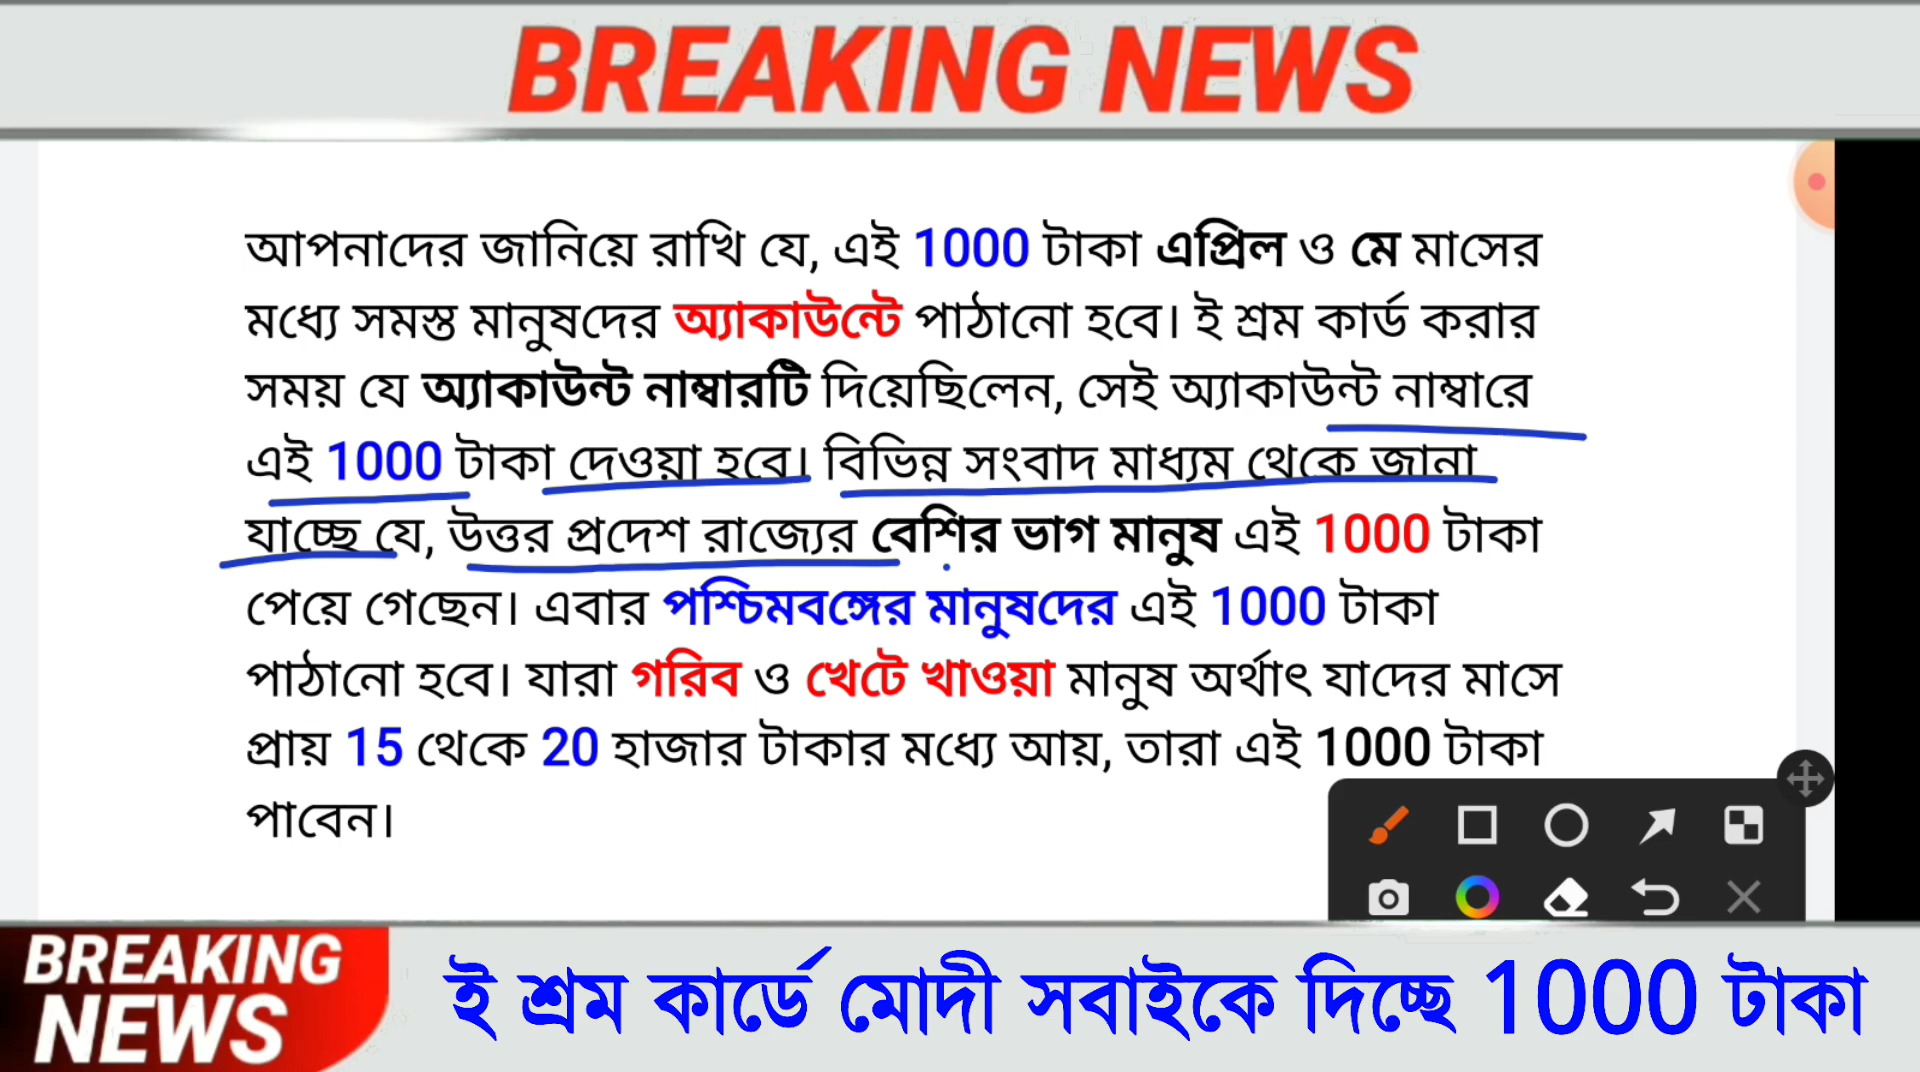 BREAKING NEWS
আপনাদের জানিয়ে রাখি যে, এই 1000 টাকা এপ্রিল ও মে মাসের
মধ্যে সমস্ত মানুষদের অ্যাকাউন্টে পাঠানো হবে। ই শ্রম কার্ড করার
সময় যে অ্যাকাউন্ট নাম্বারটি দিয়েছিলেন, সেই অ্যাকাউন্ট নাম্বারে
এই 1000 টাকা দেওয়া হবে। বিভিন্ন সংবাদ মাধ্যম থেকে জানা
যাচ্ছে যে, উত্তর প্রদেশ রাজ্যের বেশির ভাগ মানুষ এই 1000 টাকা
পেয়ে গেছেন। এবার পশ্চিমবঙ্গের মানুষদের এই 1000 টাকা
পাঠানো হবে। যারা গরিব ও খেটে খাওয়া মানুষ অর্থাৎ যাদের মাসে
প্রায় 15 থেকে 20 হাজার টাকার মধ্যে আয়, তারা এই 1000 টাকা
পাবেন।
BREAKING
NEWS
ই শ্রম কার্ডে মোদী সবাইকে দিচ্ছে 1000 টাকা